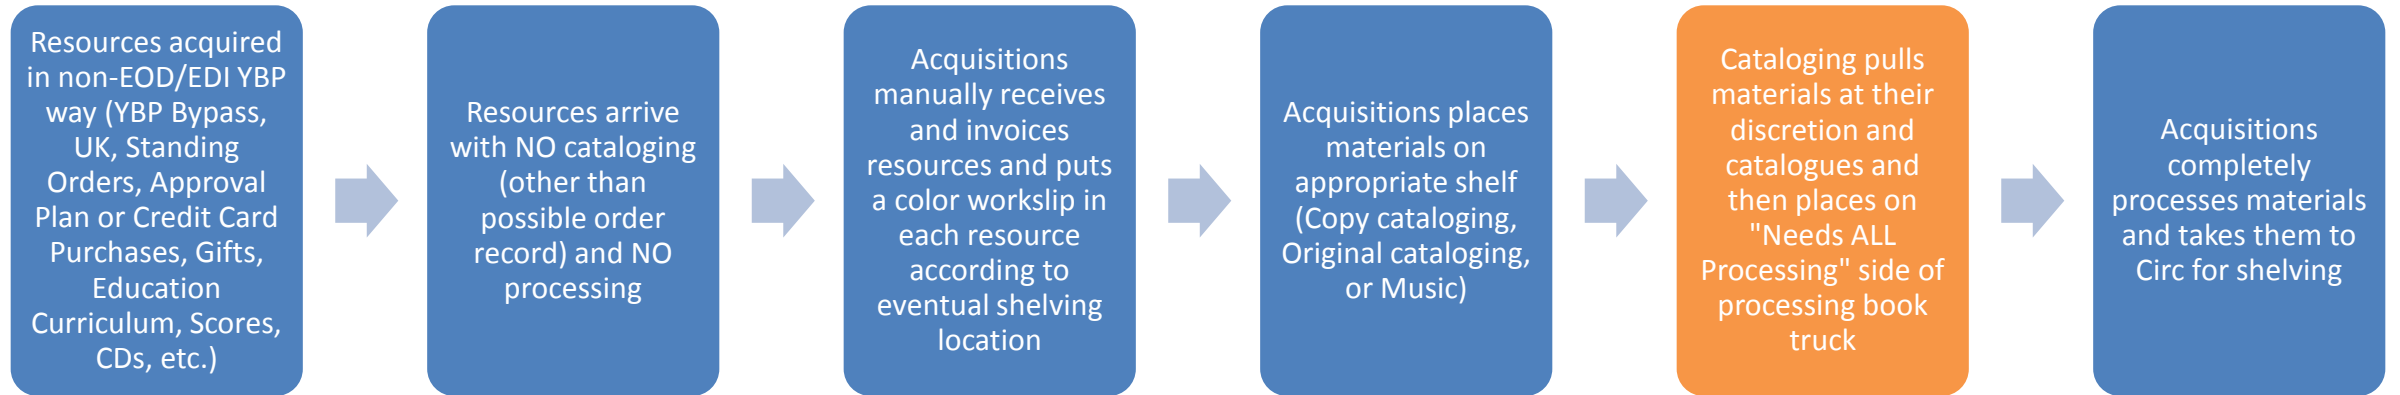 Resources acquired
in non-EOD/EDI YBP
way (YBP Bypass,
UK, Standing
Orders, Approval
Plan or Credit Card
Purchases, Gifts,
Education
Curriculum, Scores,
CDs, etc.)
Resources arrive
with NO cataloging
(other than
possible order
record) and NO
processing
Acquisitions
manually receives
and invoices
resources and puts
a color workslip in
each resource
according to
eventual shelving
location
Acquisitions places
materials on
appropriate shelf
(Copy cataloging,
Original cataloging,
or Music)
Cataloging pulls
materials at their
discretion and
catalogues and
then places on
"Needs ALL
Processing" side of
processing book
truck
Acquisitions
completely
processes materials
and takes them to
Circ for shelving